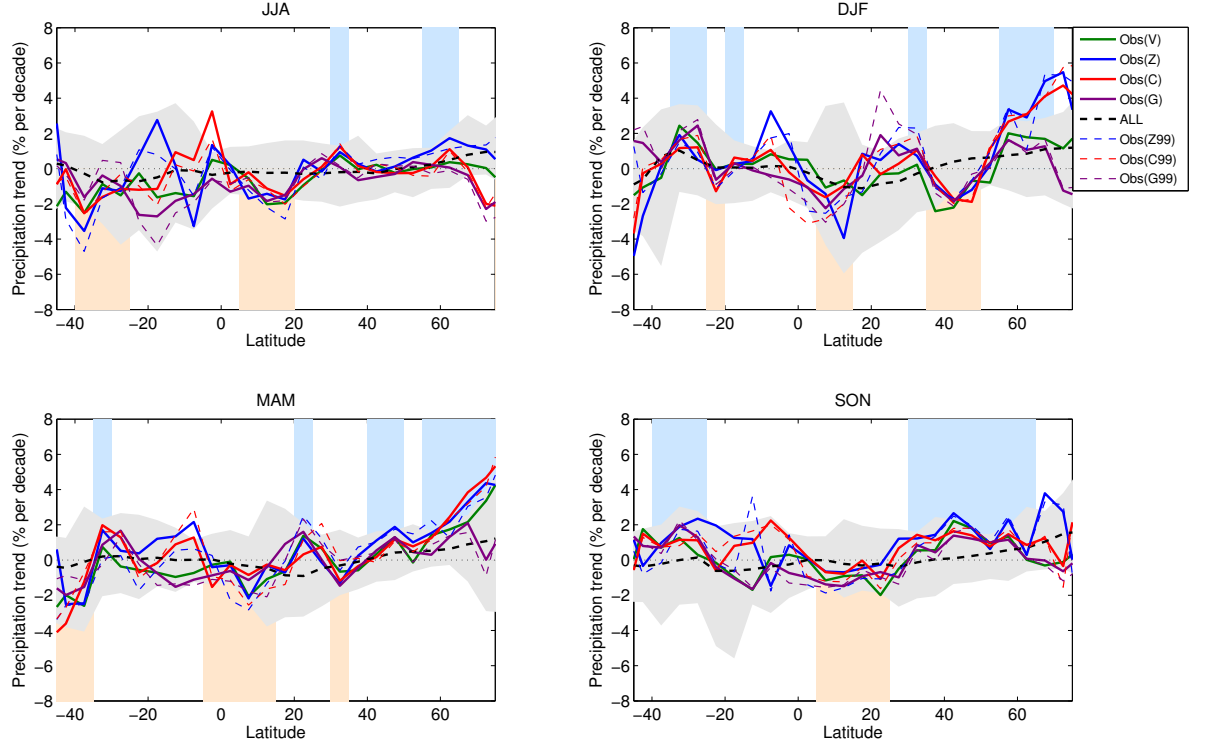 JJA
Precipitation trend (% per decade)
8
6
4
2
0
−2
−4
−6
−8
−40 −20 0 20 40 60
Latitude
DJF
Precipitation trend (% per decade)
8
6
4
2
0
−2
−4
−6
−8
−40 −20 0 20 40 60
Latitude
Obs(V)
Obs(Z)
Obs(C)
Obs(G)
ALL
Obs(Z99)
Obs(C99)
Obs(G99)
MAM
Precipitation trend (% per decade)
8
6
4
2
0
−2
−4
−6
−8
−40 −20 0 20 40 60
Latitude
SON
Precipitation trend (% per decade)
8
6
4
2
0
−2
−4
−6
−8
−40 −20 0 20 40 60
Latitude